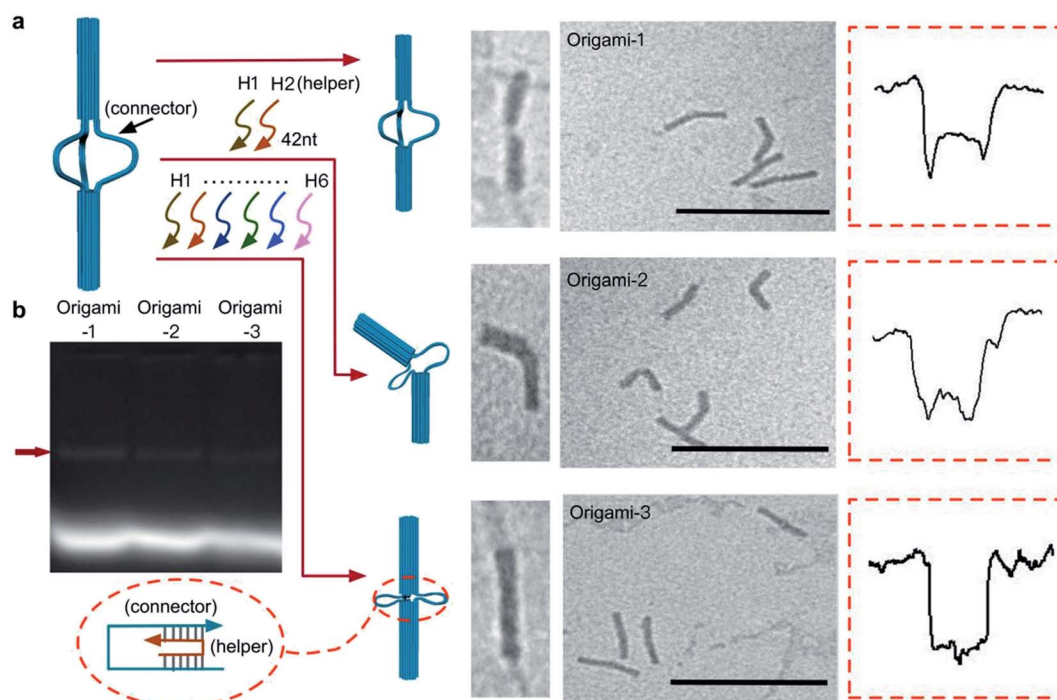 a
(connector)
H1 H2 (helper)
42nt
H1 ........... H6
Origami-1
Origami-2
Origami-3
b
Origami Origami Origami
-1 -2 -3
(connector)
(helper)